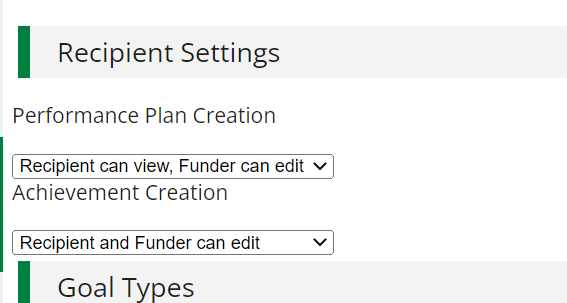 Recipient Settings
Performance Plan Creation
Recipient can view, Funder can edit
Achievement Creation
Recipient and Funder can edit
Goal Types